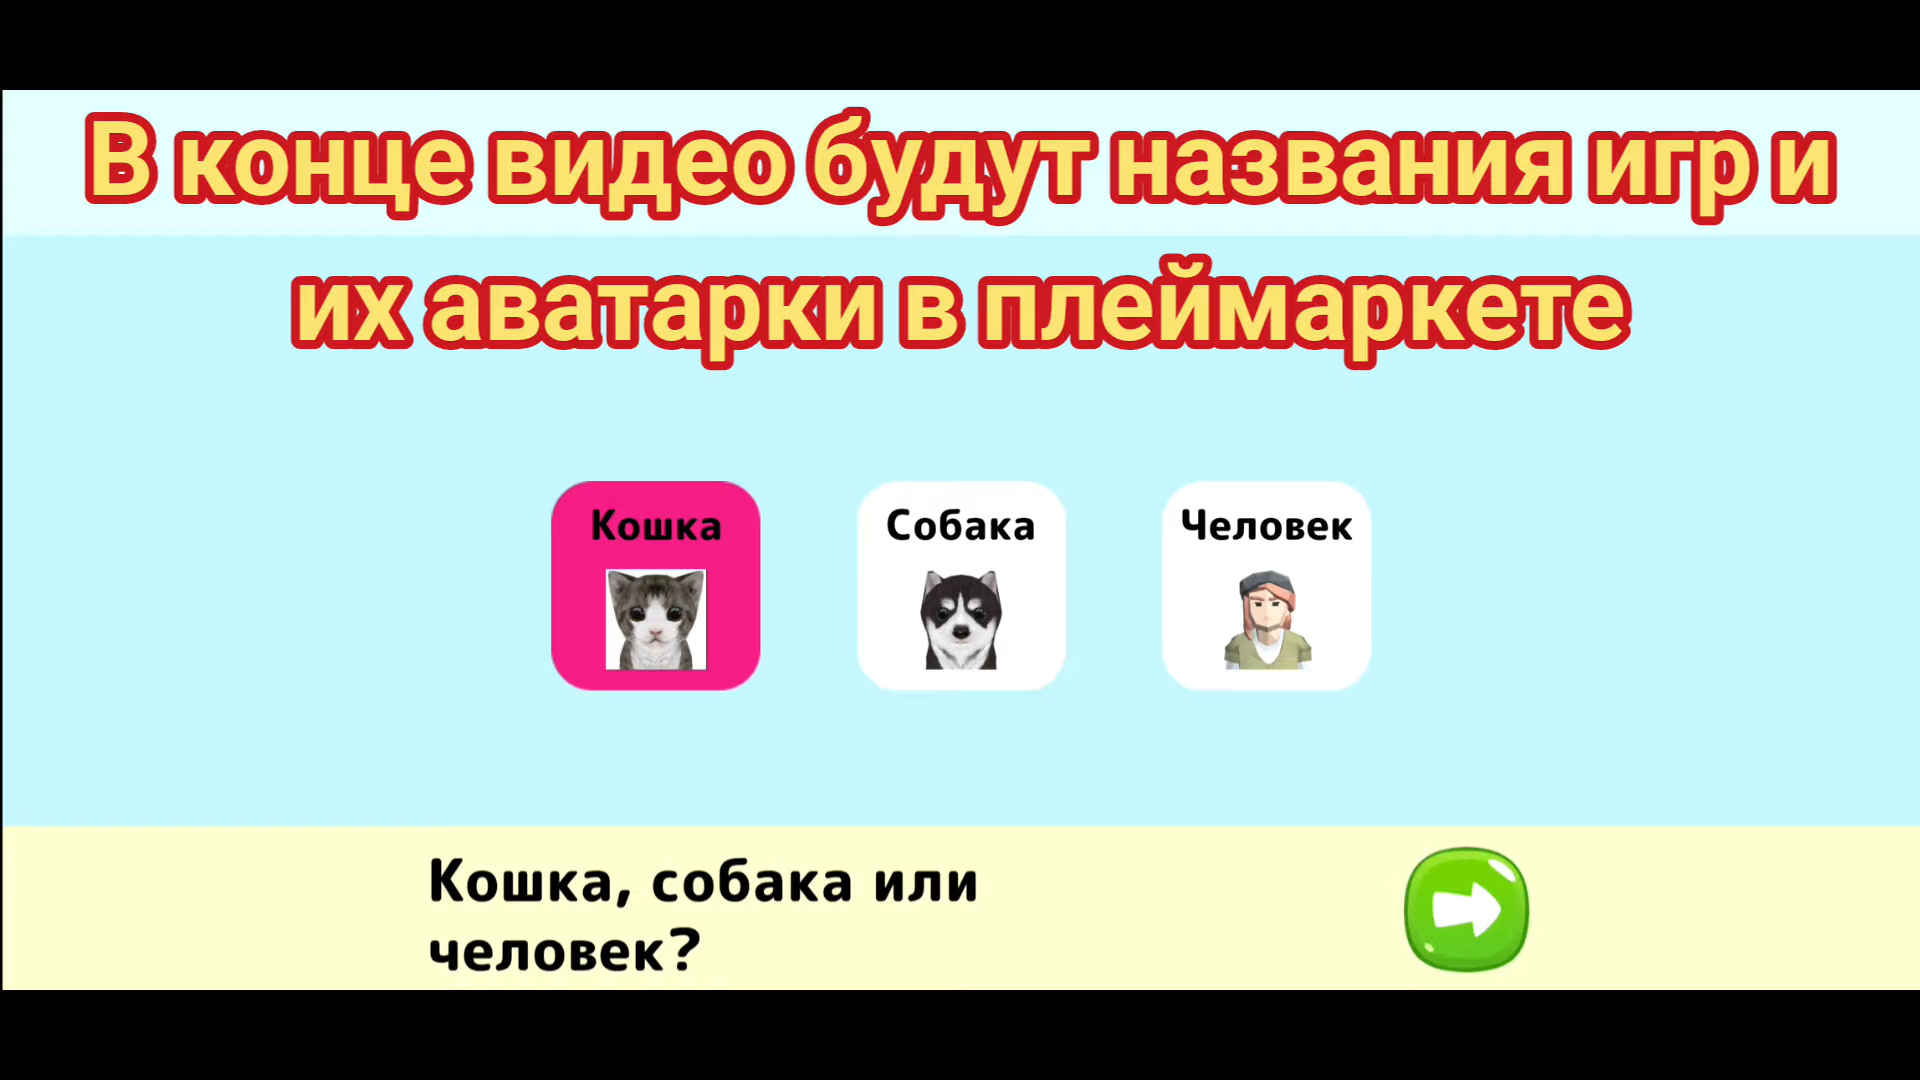 В конце видео будут названия игр и
их аватарки в плеймаркете
Кошка
Собака
Человек
Кошка, собака или
человек?